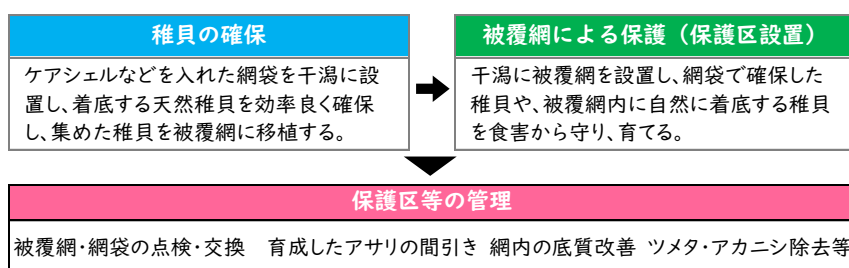 稚貝の確保
ケアシェルなどを入れた網袋を干潟に設
置し、着底する天然稚貝を効率良く確保
し、集めた稚貝を被覆網に移植する。
被覆網による保護（保護区設置）
干潟に被覆網を設置し、網袋で確保した
稚貝や、被覆網内に自然に着底する稚貝
を食害から守り、育てる。
保護区等の管理
被覆網・網袋の点検・交換　育成したアサリの間引き 網内の底質改善 ツメタ・アカニシ除去等